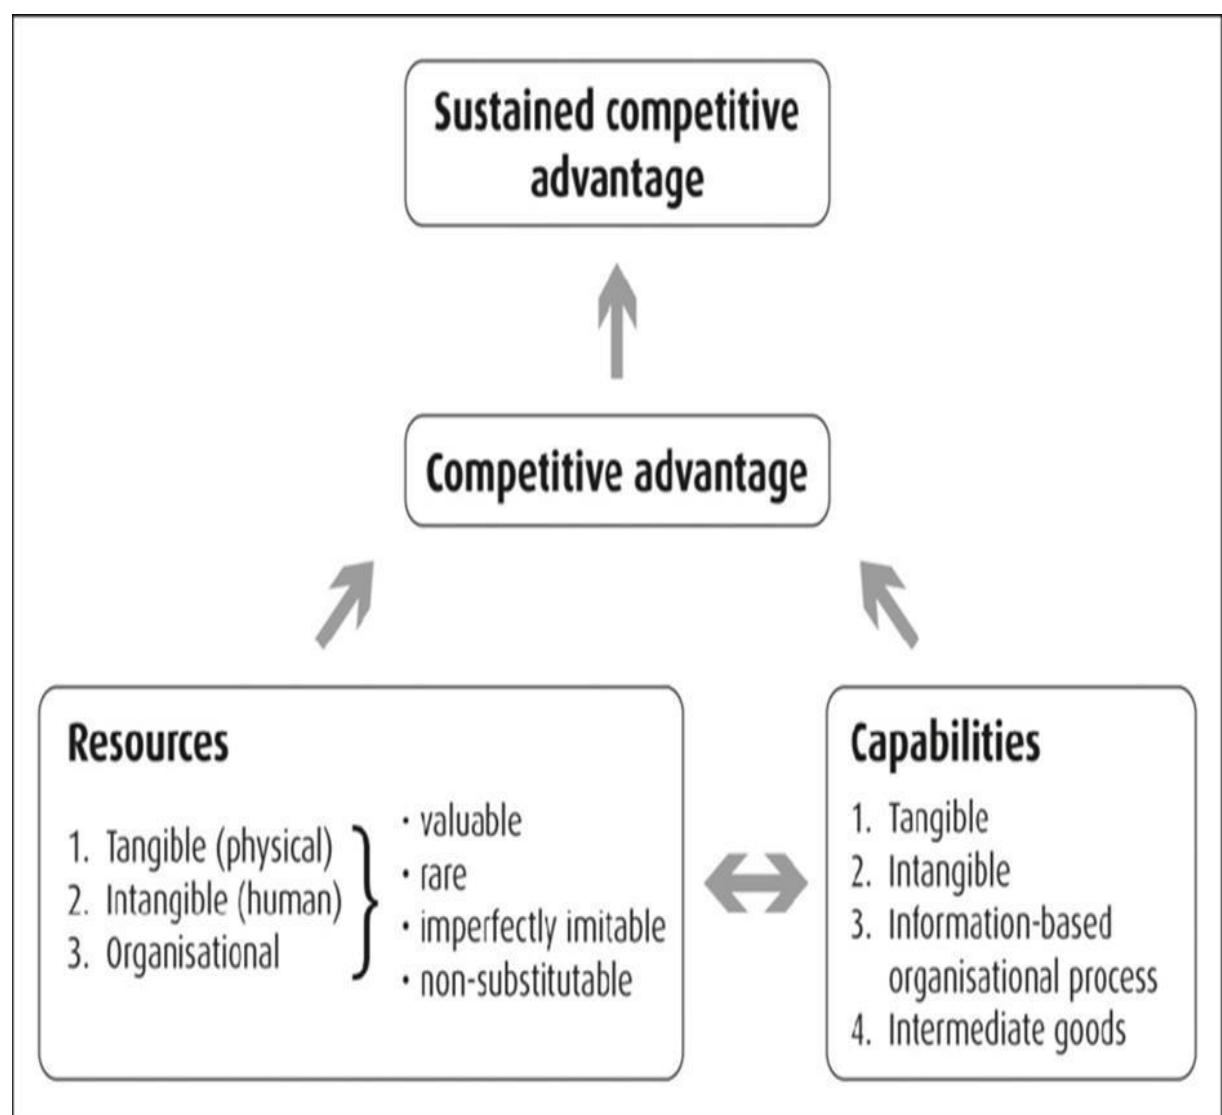 Sustained competitive
advantage
Competitive advantage
Resources
1. Tangible (physical)
2. Intangible (human)
3. Organisational
• valuable
• rare
• imperfectly imitable
• non-substitutable
Capabilities
1. Tangible
2. Intangible
3. Information-based
organisational process
4. Intermediate goods